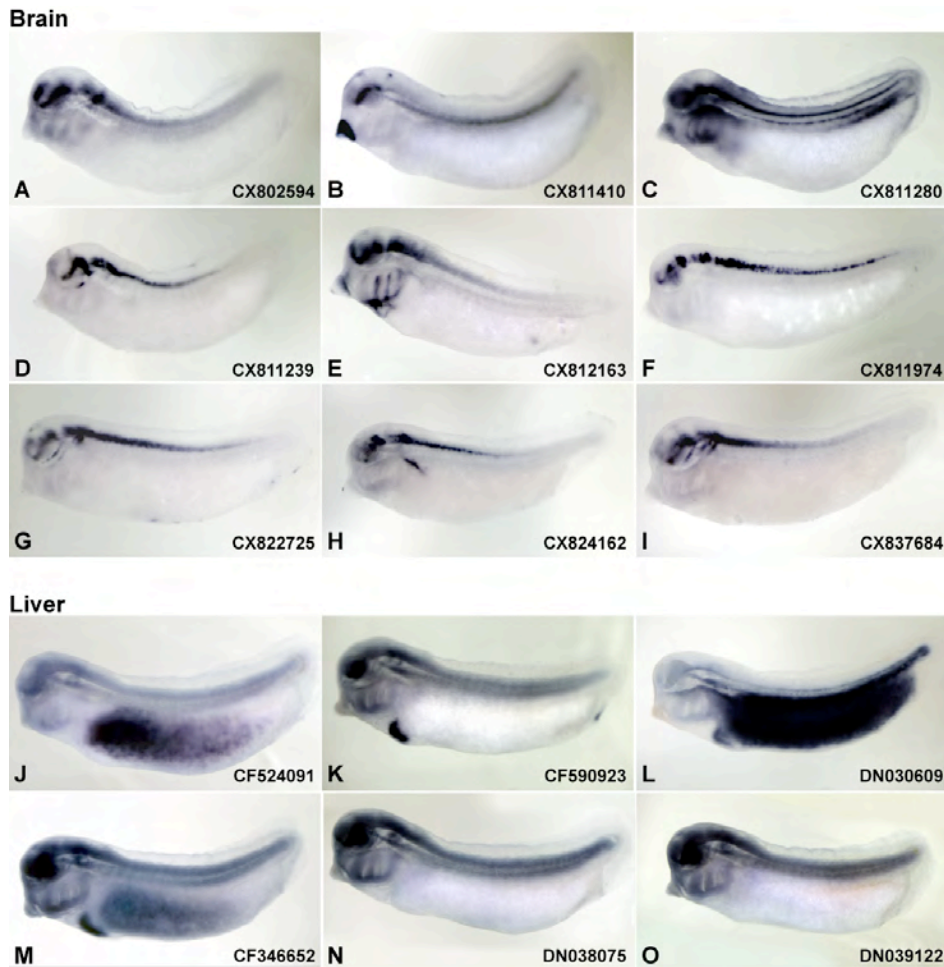 Brain
A CX802594
B CX811410
C CX811280
D CX811239
E CX812163
F CX811974
G CX822725
H CX824162
I CX837684
Liver
J CF524091
K CF590923
L DN030609
M CF346652
N DN038075
O DN039122